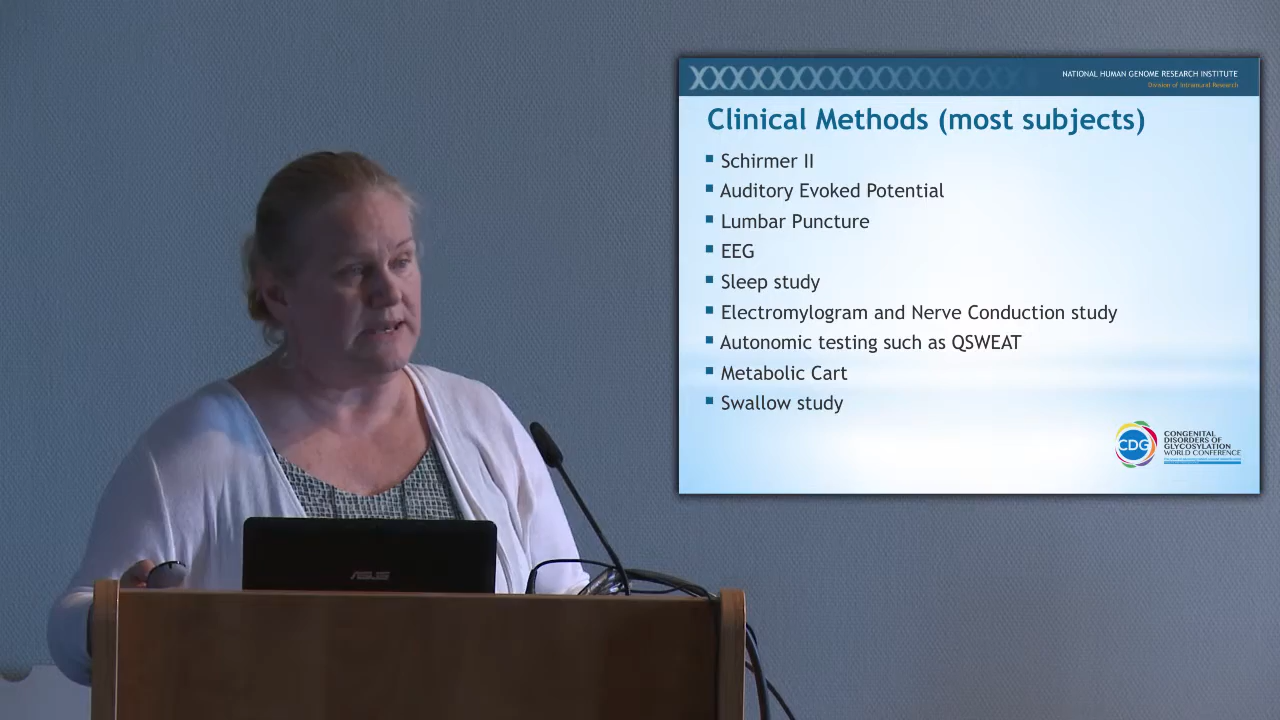 NATIONAL HUMAN GENOME RESEARCH INSTITUTE
Division of Intramural Research
Clinical Methods (most subjects)
Schirmer II
Auditory Evoked Potential
Lumbar Puncture
EEG
Sleep study
Electromylogram and Nerve Conduction study
Autonomic testing such as QSWEAT
Metabolic Cart
Swallow study
CDG
CONGENITAL
DISORDERS OF
GLYCOSYLATION
WORLD CONFERENCE
ASUS